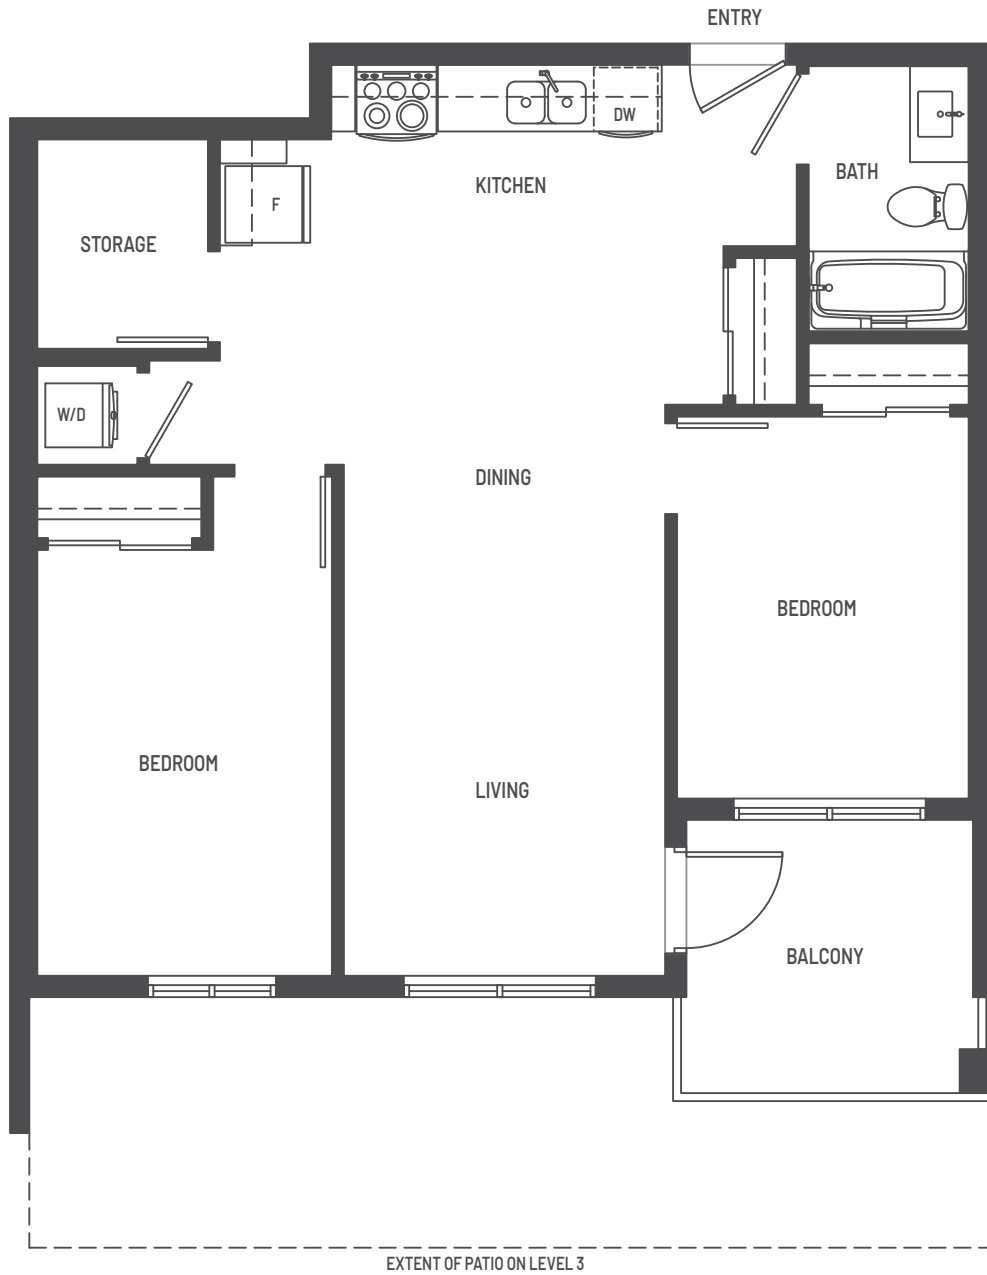 ENTRY
DW
BATH
KITCHEN
F
STORAGE
W/D
DINING
BEDROOM
BEDROOM
LIVING
BALCONY
EXTENT OF PATIO ON LEVEL 3